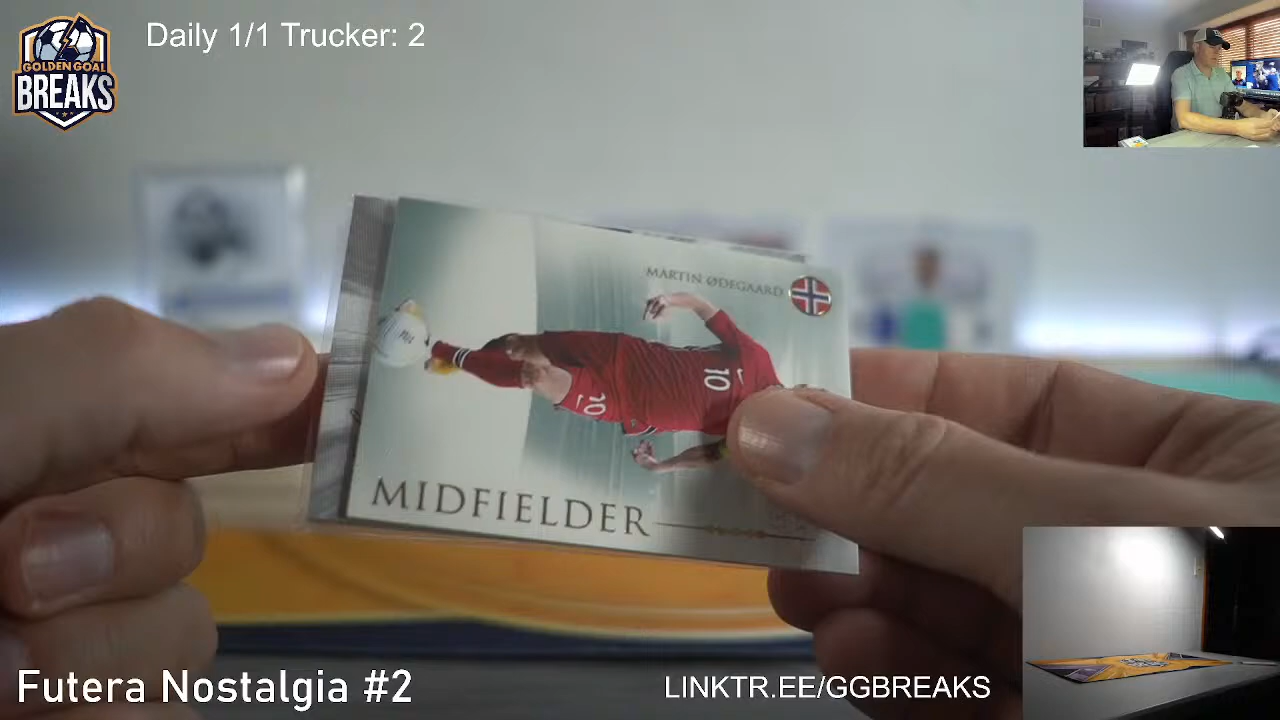 GOLDEN GOAL
BREAKS
Daily 1/1 Trucker: 2
MARTIN ØDEGAARD
10
10
MIDFIELDER
Futera Nostalgia #2
LINKTR.EE/GGBREAKS